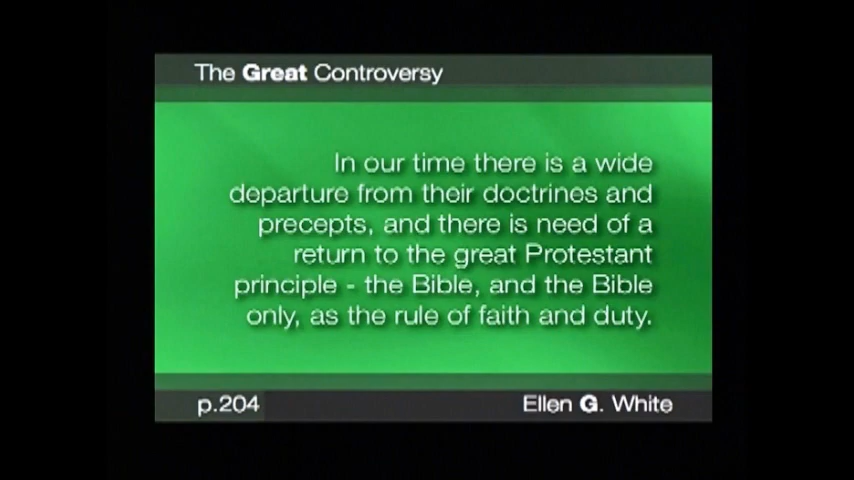 The Great Controversy
In our time there is a wide
departure from their doctrines and
precepts, and there is need of a
return to the great Protestant
principle - the Bible, and the Bible
only, as the rule of faith and duty.
p.204
Ellen G. White